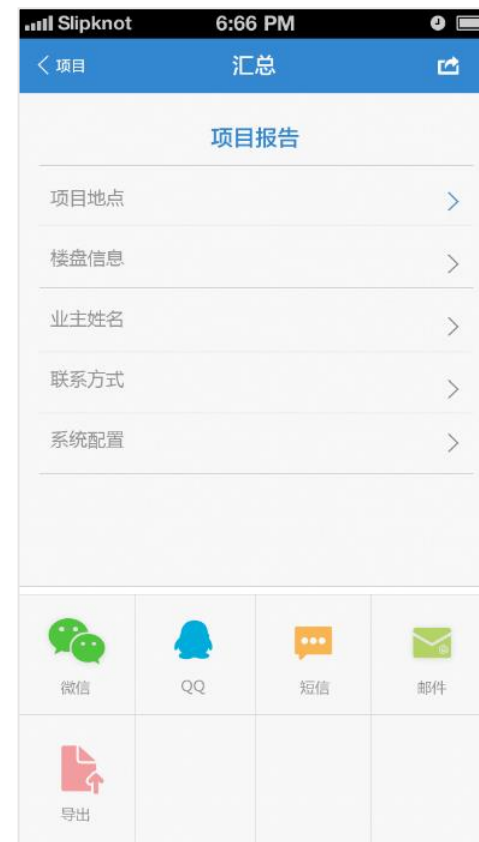 Slipknot 6:66 PM
项目 汇总
项目报告
项目地点
楼盘信息
业主姓名
联系方式
系统配置
微信 QQ 短信 邮件
导出